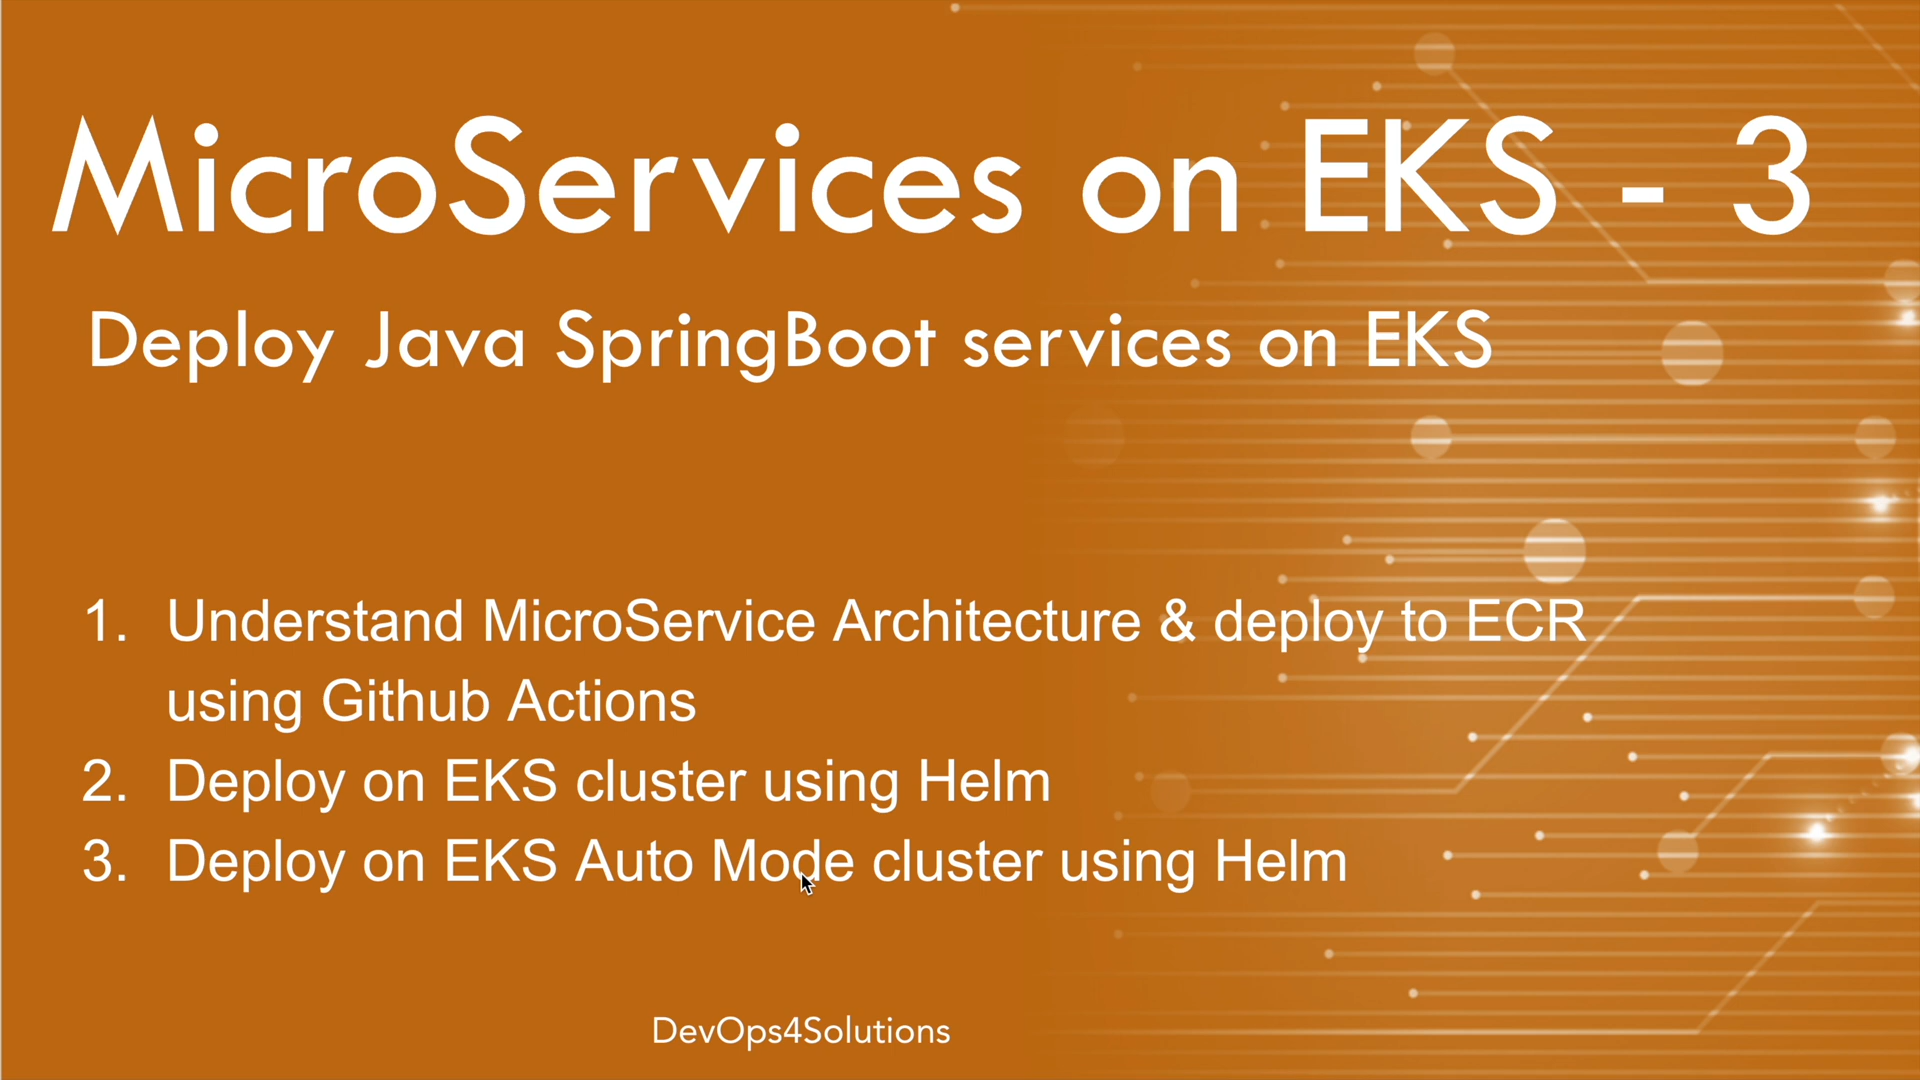 MicroServices on EKS - 3
Deploy Java SpringBoot services on EKS
1. Understand MicroService Architecture & deploy to ECR
using Github Actions
2. Deploy on EKS cluster using Helm
3. Deploy on EKS Auto Mode cluster using Helm
DevOps4Solutions